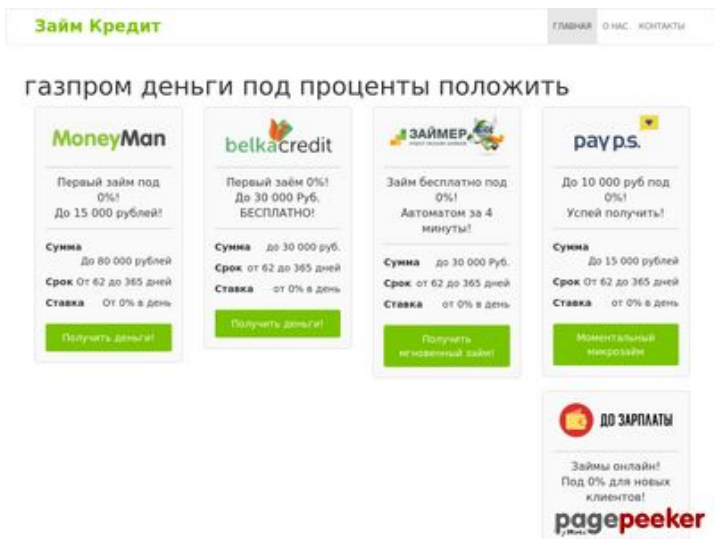 Займ Кредит
ГЛАВНАЯ О НАС КОНТАКТЫ
газпром деньги под проценты положить
MoneyMan
Первый займ под
0%!
До 15 000 рублей!
Сумма
До 80 000 рублей
Срок От 62 до 365 дней
Ставка От 0% в день
Получить деньги!
belkacredit
Первый заём 0%!
До 30 000 Руб.
БЕСПЛАТНО!
Сумма до 30 000 руб.
Срок от 62 до 365 дней
Ставка от 0% в день
Получить деньги!
ЗАЙМЕР
Займ бесплатно под
0%!
Автоматом за 4
минуты!
Сумма до 30 000 Руб.
Срок от 62 до 365 дней
Ставка от 0% в день
Получить
мгновенный займ!
pay p.s.
До 10 000 руб под
0%!
Успей получить!
Сумма
До 15 000 рублей
Срок От 62 до 365 дней
Ставка от 0% в день
Моментальный
микрозайм
ДО ЗАРПЛАТЫ
Займы онлайн!
Под 0% для новых
клиентов!
pagepeeker